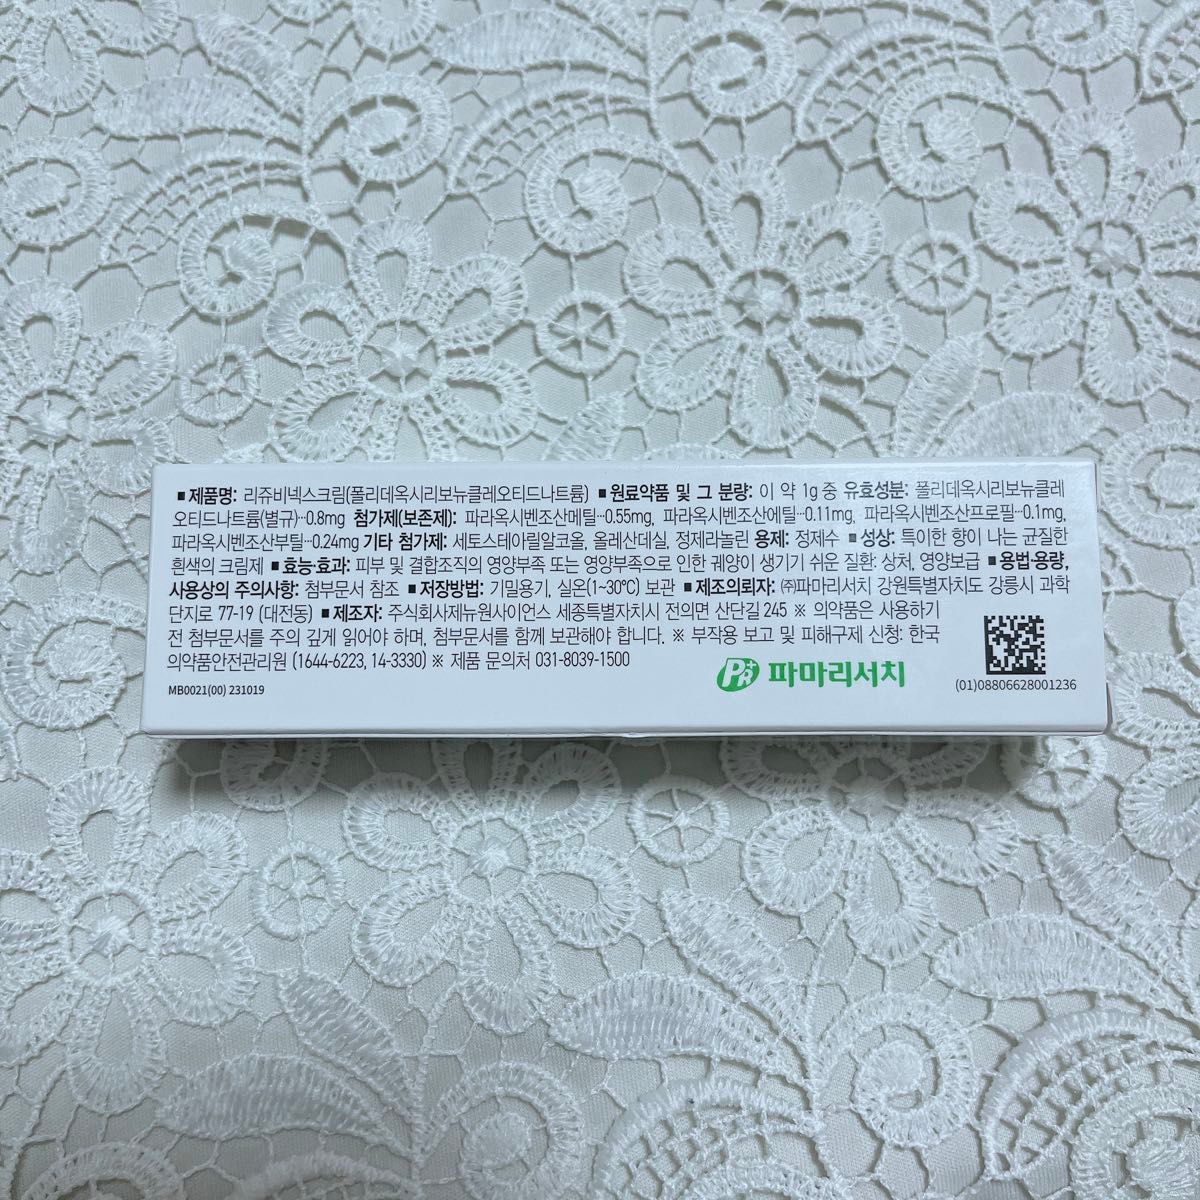 ■ 제품명: 리쥬비넥스크림(폴리데옥시리보뉴클레오티드나트륨) ■ 원료약품 및 그 분량: 이 약 1g 중 유효성분: 폴리데옥시리보뉴클레
오티드나트륨(별규)…0.8mg 첨가제(보존제): 파라옥시벤조산메틸…0.55mg, 파라옥시벤조산에틸…0.11mg, 파라옥시벤조산프로필…0.1mg,
파라옥시벤조산부틸…0.24mg 기타 첨가제: 세토스테아릴알코올, 올레산데실, 정제라놀린 용제: 정제수 ■ 성상: 특이한 향이 나는 균질한
흰색의 크림제 ■ 효능·효과: 피부 및 결합조직의 영양부족 또는 영양부족으로 인한 궤양이 생기기 쉬운 질환: 상처, 영양보급 ■ 용법·용량,
사용상의 주의사항: 첨부문서 참조 ■ 저장방법: 기밀용기, 실온(1~30℃) 보관 ■ 제조의뢰자: ㈜파마리서치 강원특별자치도 강릉시 과학
단지로 77-19 (대전동) ■ 제조자: 주식회사제뉴원사이언스 세종특별자치시 전의면 산단길 245 ※ 의약품은 사용하기
전 첨부문서를 주의 깊게 읽어야 하며, 첨부문서를 함께 보관해야 합니다. ※ 부작용 보고 및 피해구제 신청: 한국
의약품안전관리원 (1644-6223, 14-3330) ※ 제품 문의처 031-8039-1500
PR+ 파마리서치
(01)08806628001236
MB0021(00) 231019